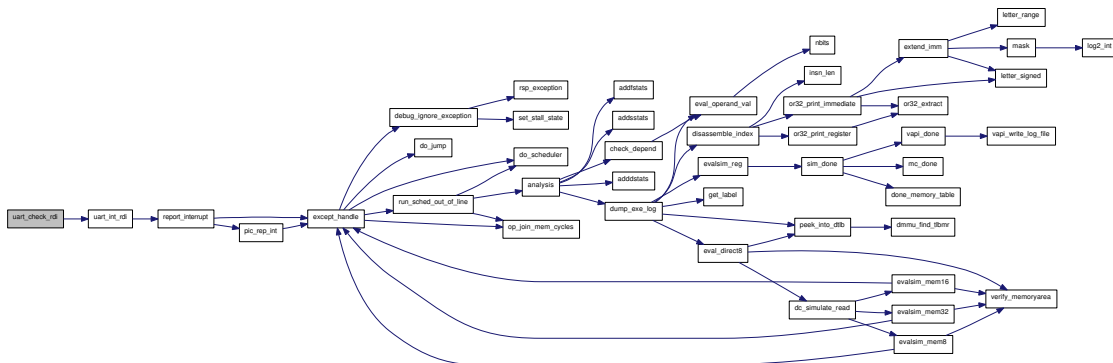 letter_range
nbits
extend_imm
mask
log2_int
insn_len
letter_signed
rsp_exception
addfstats
eval_operand_val
or32_print_immediate
or32_extract
debug_ignore_exception
set_stall_state
addsstats
disassemble_index
or32_print_register
vapi_done
vapi_write_log_file
do_jump
check_depend
do_scheduler
evalsim_reg
sim_done
mc_done
adddstats
analysis
get_label
done_memory_table
run_sched_out_of_line
dump_exe_log
uart_check_rdi
uart_int_rdi
report_interrupt
except_handle
pic_rep_int
op_join_mem_cycles
peek_into_dtlb
dmmu_find_tlbmr
eval_direct8
evalsim_mem16
verify_memoryarea
dc_simulate_read
evalsim_mem32
evalsim_mem8